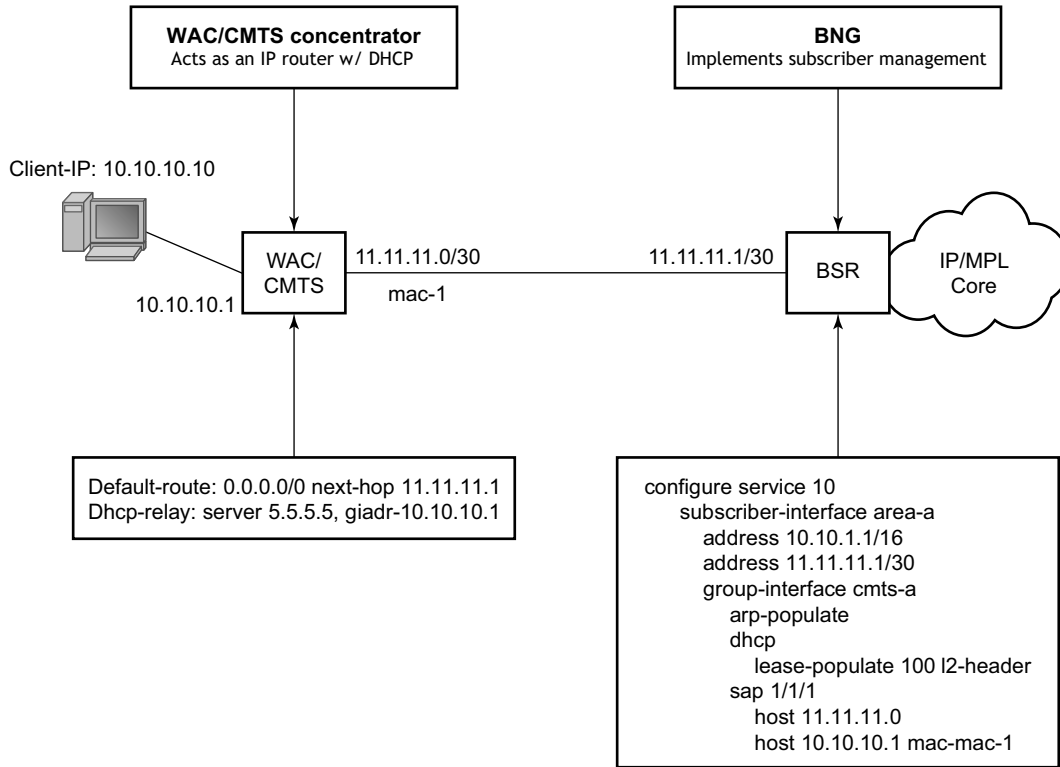 WAC/CMTS concentrator
Acts as an IP router w/ DHCP
BNG
Implements subscriber management
Client-IP: 10.10.10.10
WAC/
CMTS
10.10.10.1
11.11.11.0/30
mac-1
11.11.11.1/30
BSR
IP/MPL
Core
Default-route: 0.0.0.0/0 next-hop 11.11.11.1
Dhcp-relay: server 5.5.5.5, giadr-10.10.10.1
configure service 10
subscriber-interface area-a
address 10.10.1.1/16
address 11.11.11.1/30
group-interface cmts-a
arp-populate
dhcp
lease-populate 100 l2-header
sap 1/1/1
host 11.11.11.0
host 10.10.10.1 mac-mac-1